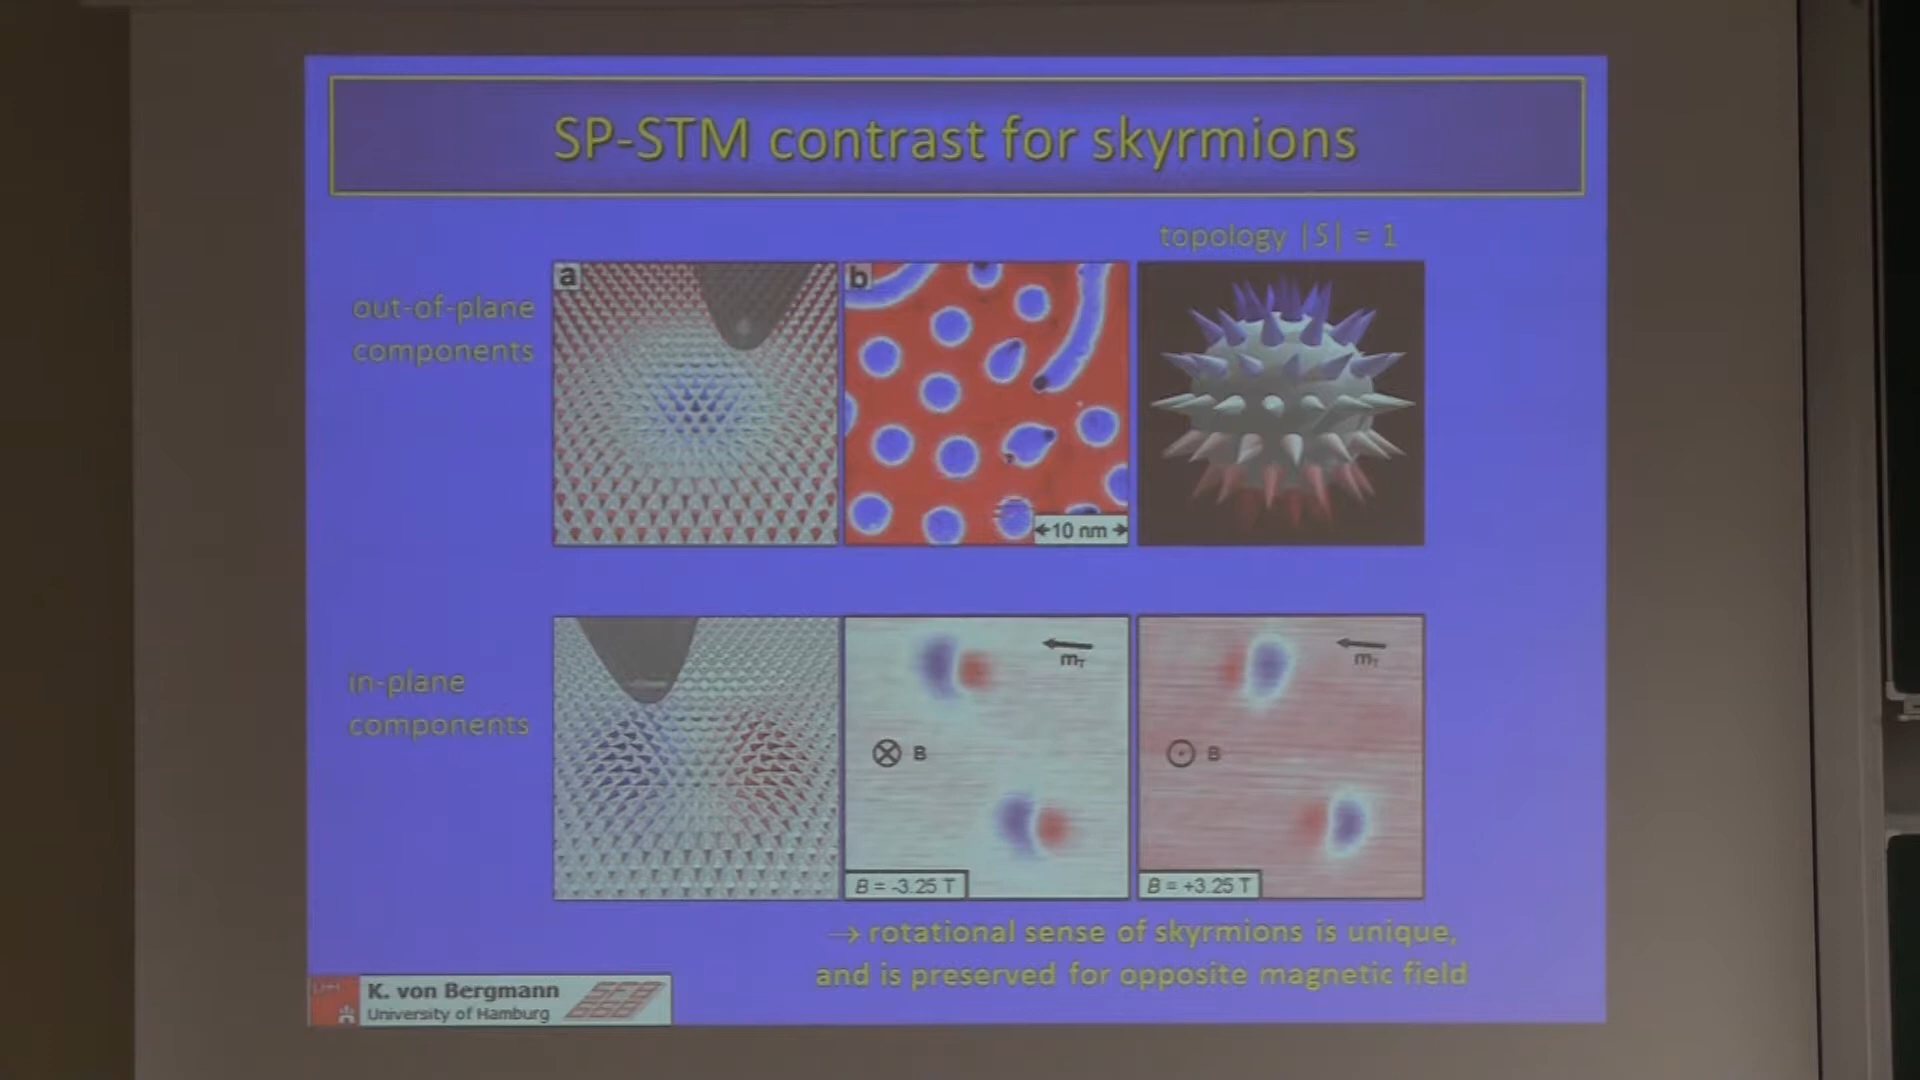 SP-STM contrast for skyrmions
topology |S| = 1
out-of-plane
components
a
b
10 nm
in-plane
components
mT
B
B = -3.25 T
mT
B
B = +3.25 T
→ rotational sense of skyrmions is unique,
and is preserved for opposite magnetic field
K. von Bergmann
University of Hamburg